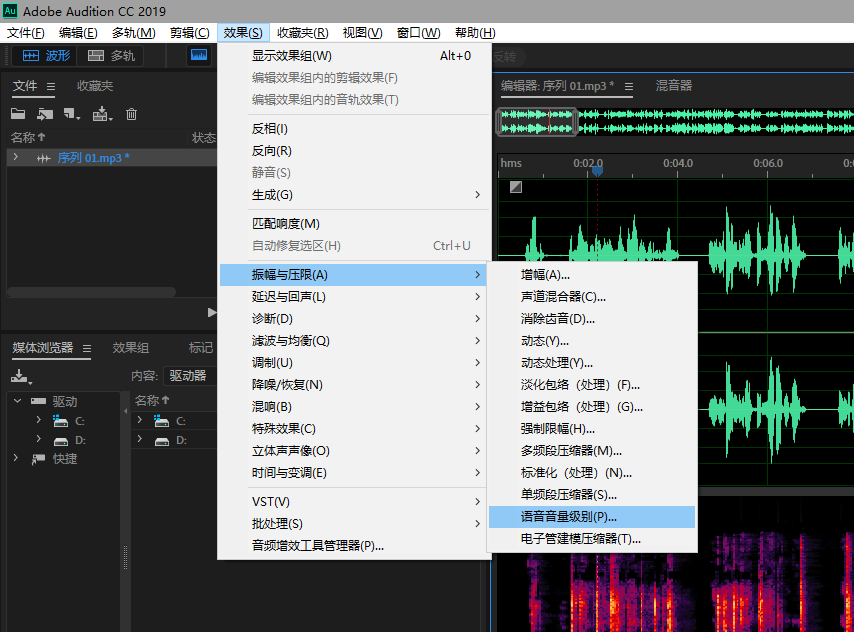 Au Adobe Audition CC 2019
文件(F) 编辑(E) 多轨(M) 剪辑(C) 效果(S) 收藏夹(R) 视图(V) 窗口(W) 帮助(H)
波形 多轨
反转
文件 收藏夹
名称 状态
序列 01.mp3 *
显示效果组(W) Alt+0
编辑效果组内的剪辑效果(F)
编辑效果组内的音轨效果(T)
反相(I)
反向(R)
静音(S)
生成(G)
匹配响度(M)
自动修复选区(H) Ctrl+U
振幅与压限(A)
延迟与回声(L)
诊断(D)
滤波与均衡(Q)
调制(U)
降噪/恢复(N)
混响(B)
特殊效果(C)
立体声声像(O)
时间与变调(E)
VST(V)
批处理(S)
音频增效工具管理器(P)...
编辑器: 序列 01.mp3 * 混音器
hms 0:02.0 0:04.0 0:06.0
增幅(A)...
声道混合器(C)...
消除齿音(D)...
动态(Y)...
动态处理(Y)...
淡化包络（处理）(F)...
增益包络（处理）(G)...
强制限幅(H)...
多频段压缩器(M)...
标准化（处理）(N)...
单频段压缩器(S)...
语音音量级别(P)...
电子管建模压缩器(T)...
媒体浏览器 效果组 标记
内容: 驱动器
驱动
C:
D:
快捷
名称
C:
D: